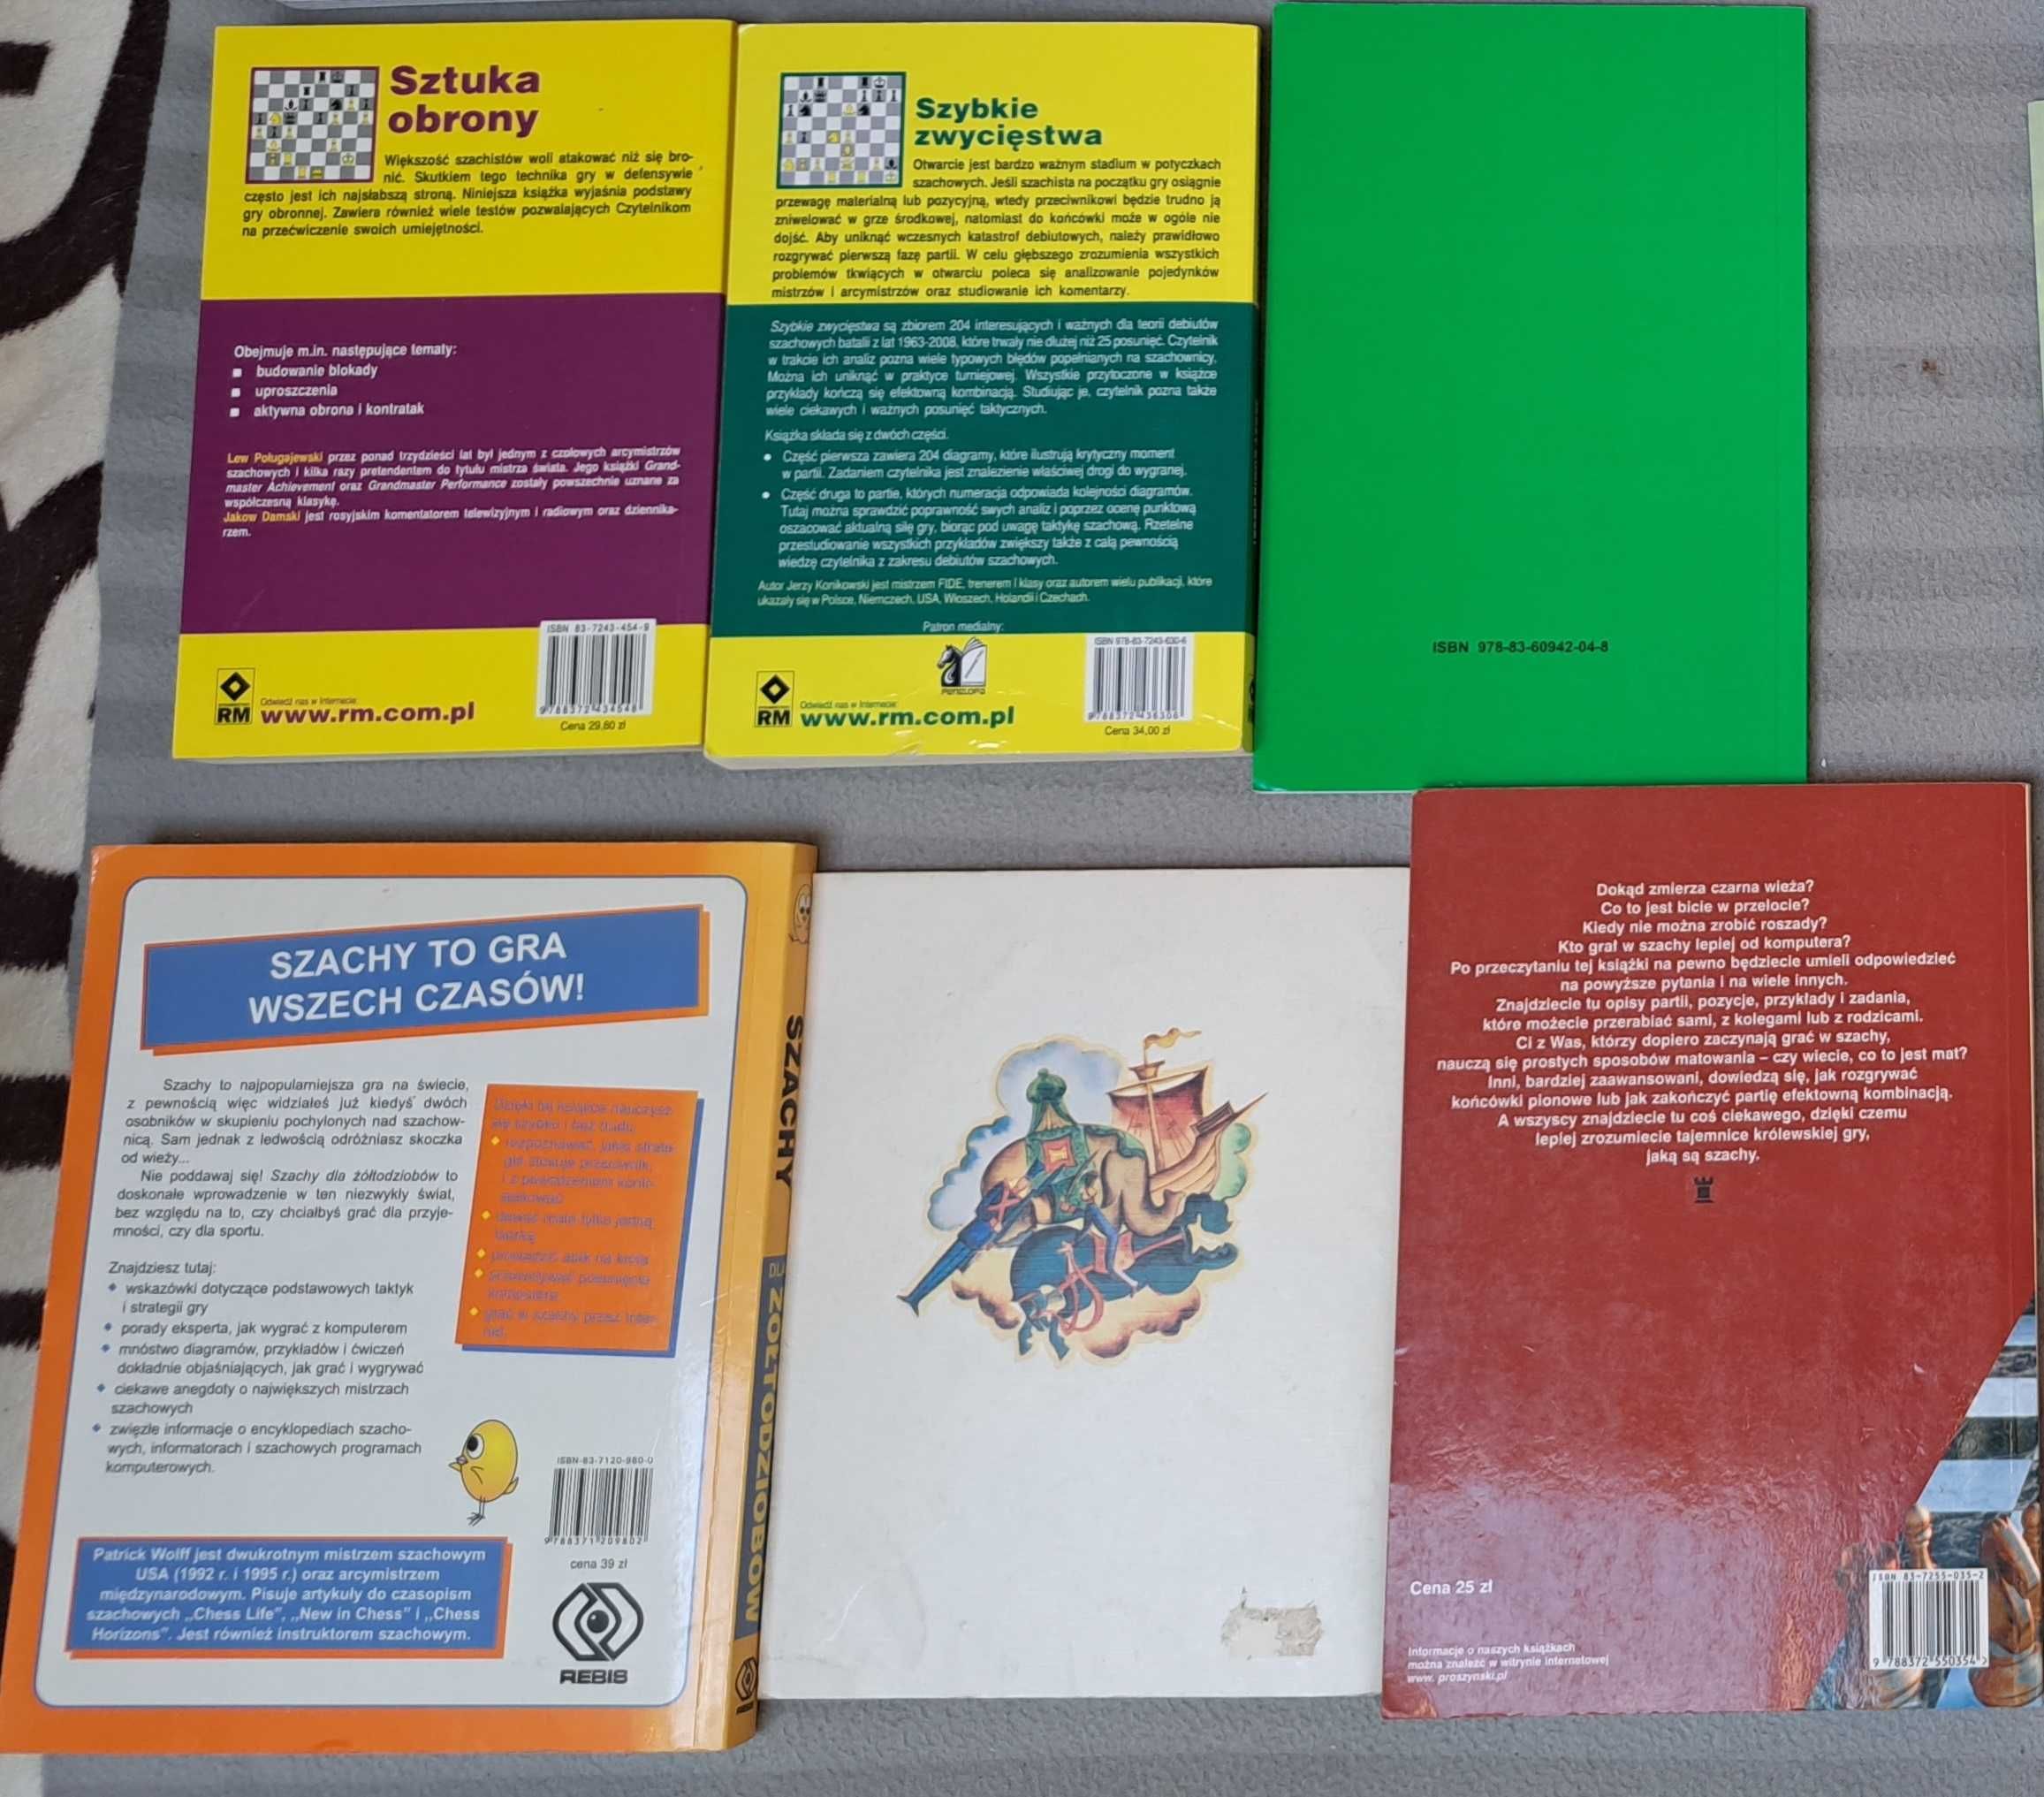 Sztuka
obrony
Większość szachistów woli atakować niż się bro-
nić. Skutkiem tego technika gry w defensywie
często jest ich najsłabszą stroną. Niniejsza książka wyjaśnia podstawy
gry obronnej. Zawiera również wiele testów pozwalających Czytelnikom
na przećwiczenie swoich umiejętności.
Obejmuje m.in. następujące tematy:
budowanie blokady
uproszczenia
aktywna obrona i kontratak
Lew Poługajewski przez ponad trzydzieści lat był jednym z czołowych arcymistrzów
szachowych i kilka razy pretendentem do tytułu mistrza świata. Jego książki Grand-
master Achievement oraz Grandmaster Performance zostały powszechnie uznane za
współczesną klasykę.
Jakow Damski jest rosyjskim komentatorem telewizyjnym i radiowym oraz dziennika-
rzem.
ISBN 83-7243-454-9
9788372434548
Cena 29,80 zł
RM
Odwiedź nas w Internecie:
www.rm.com.pl
Szybkie
zwycięstwa
Otwarcie jest bardzo ważnym stadium w potyczkach
szachowych. Jeśli szachista na początku gry osiągnie
przewagę materialną lub pozycyjną, wtedy przeciwnikowi będzie trudno ją
zniwelować w grze środkowej, natomiast do końcówki może w ogóle nie
dojść. Aby uniknąć wczesnych katastrof debiutowych, należy prawidłowo
rozgrywać pierwszą fazę partii. W celu głębszego zrozumienia wszystkich
problemów tkwiących w otwarciu poleca się analizowanie pojedynków
mistrzów i arcymistrzów oraz studiowanie ich komentarzy.
Szybkie zwycięstwa są zbiorem 204 interesujących i ważnych dla teorii debiutów
szachowych batalii z lat 1963-2008, które trwały nie dłużej niż 25 posunięć. Czytelnik
w trakcie ich analiz pozna wiele typowych błędów popełnianych na szachownicy.
Można ich uniknąć w praktyce turniejowej. Wszystkie przytoczone w książce
przykłady kończą się efektowną kombinacją. Studiując je, czytelnik pozna także
wiele ciekawych i ważnych posunięć taktycznych.
Książka składa się z dwóch części.
Część pierwsza zawiera 204 diagramy, które ilustrują krytyczny moment
w partii. Zadaniem czytelnika jest znalezienie właściwej drogi do wygranej.
Część druga to partie, których numeracja odpowiada kolejności diagramów.
Tutaj można sprawdzić poprawność swych analiz i poprzez ocenę punktową
oszacować aktualną siłę gry, biorąc pod uwagę taktykę szachową. Rzetelne
przestudiowanie wszystkich przykładów zwiększy także z całą pewnością
wiedzę czytelnika z zakresu debiutów szachowych.
Autor Jerzy Konikowski jest mistrzem FIDE, trenerem I klasy oraz autorem wielu publikacji, które
ukazały się w Polsce, Niemczech, USA, Włoszech, Holandii i Czechach.
Patron medialny:
PENELOPA
ISBN 978-83-7243-630-6
9788372436306
Cena 34,00 zł
RM
Odwiedź nas w Internecie:
www.rm.com.pl
ISBN 978-83-60942-04-8
SZACHY TO GRA
WSZECH CZASÓW!
Szachy to najpopularniejsza gra na świecie,
z pewnością więc widziałeś już kiedyś dwóch
osobników w skupieniu pochylonych nad szachow-
nicą. Sam jednak z ledwością odróżniasz skoczka
od wieży...
Nie poddawaj się! Szachy dla żółtodziobów to
doskonałe wprowadzenie w ten niezwykły świat,
bez względu na to, czy chciałbyś grać dla przyje-
mności, czy dla sportu.
Znajdziesz tutaj:
wskazówki dotyczące podstawowych taktyk
i strategii gry
porady eksperta, jak wygrać z komputerem
mnóstwo diagramów, przykładów i ćwiczeń
dokładnie objaśniających, jak grać i wygrywać
ciekawe anegdoty o największych mistrzach
szachowych
zwięzłe informacje o encyklopediach szacho-
wych, informatorach i szachowych programach
komputerowych.
Dzięki tej książce nauczysz
się szybko i bez trudu:
ISBN-83-7120-980-0
9788371209802
cena 39 zł
REBIS
Patrick Wolff jest dwukrotnym mistrzem szachowym
USA (1992 r. i 1995 r.) oraz arcymistrzem
międzynarodowym. Pisuje artykuły do czasopism
szachowych „Chess Life”, „New in Chess” i „Chess
Horizons”. Jest również instruktorem szachowym.
SZACHY
DLA ŻÓŁTODZIOBÓW
Dokąd zmierza czarna wieża?
Co to jest bicie w przelocie?
Kiedy nie można zrobić roszady?
Kto grał w szachy lepiej od komputera?
Po przeczytaniu tej książki na pewno będziecie umieli odpowiedzieć
na powyższe pytania i na wiele innych.
Znajdziecie tu opisy partii, pozycje, przykłady i zadania,
które możecie przerabiać sami, z kolegami lub z rodzicami.
Ci z Was, którzy dopiero zaczynają grać w szachy,
nauczą się prostych sposobów matowania – czy wiecie, co to jest mat?
Inni, bardziej zaawansowani, dowiedzą się, jak rozgrywać
końcówki pionowe lub jak zakończyć partię efektowną kombinacją.
A wszyscy znajdziecie tu coś ciekawego, dzięki czemu
lepiej zrozumiecie tajemnice królewskiej gry,
jaką są szachy.
Cena 25 zł
Informacje o naszych książkach
można znaleźć w witrynie internetowej
www. proszynski.pl
ISBN 83-7255-035-2
9788372550354